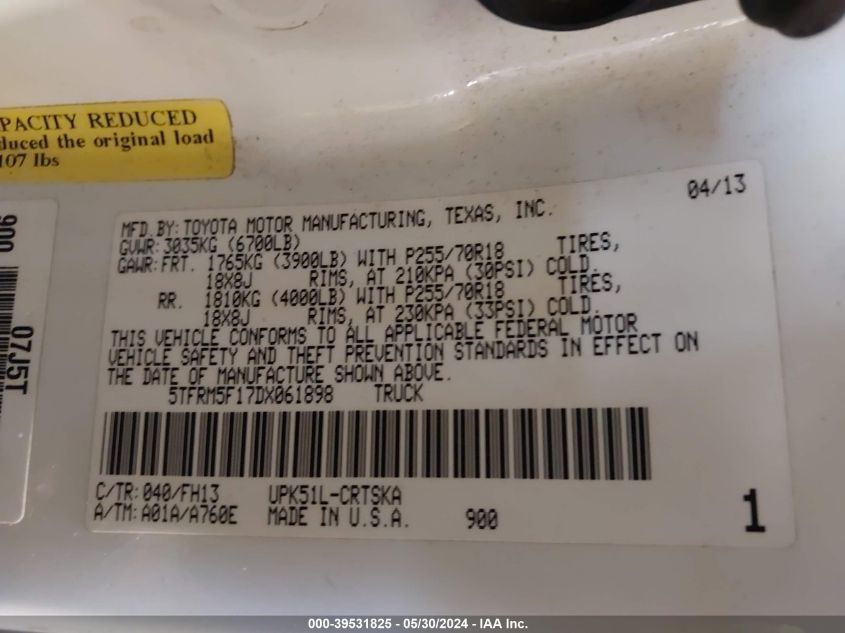 PACITY REDUCED
duced the original load
107 lbs
900
07J5T
04/13
MFD.BY: TOYOTA MOTOR MANUFACTURING, TEXAS, INC.
GVWR: 3035KG (6700LB)
GAWR: FRT. 1765KG (3900LB) WITH P255/70R18 TIRES,
18X8J RIMS, AT 210KPA (30PSI) COLD.
RR. 1810KG (4000LB) WITH P255/70R18 TIRES,
18X8J RIMS, AT 230KPA (33PSI) COLD.
THIS VEHICLE CONFORMS TO ALL APPLICABLE FEDERAL MOTOR
VEHICLE SAFETY AND THEFT PREVENTION STANDARDS IN EFFECT ON
THE DATE OF MANUFACTURE SHOWN ABOVE.
5TFRM5F17DX061898 TRUCK
C/TR: 040/FH13 UPK51L-CRTSKA
A/TM: A01A/A760E MADE IN U.S.A. 900
1
000-39531825 - 05/30/2024 - IAA Inc.